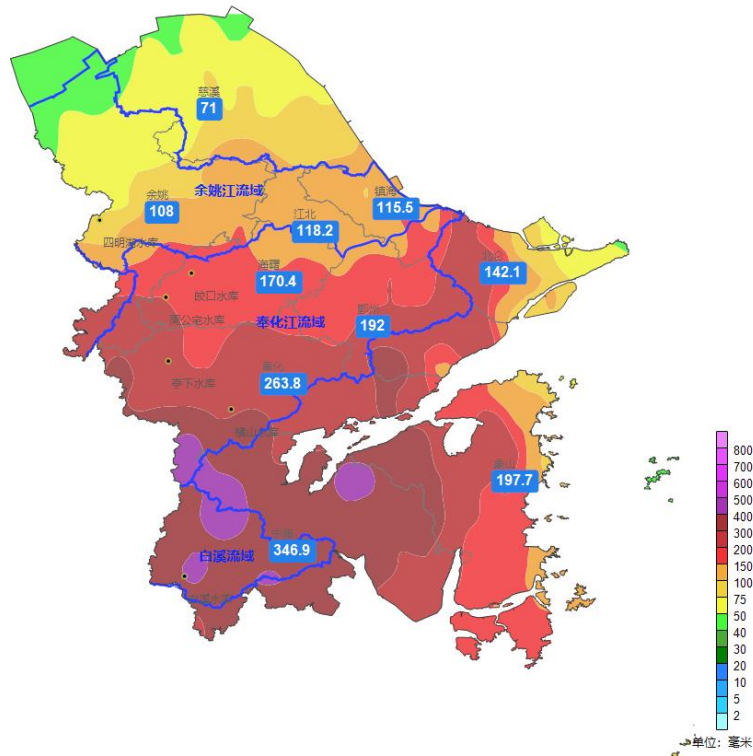 慈溪
71
余姚
108
余姚江流域
镇海
115.5
江北
118.2
四明湖水库
北仑
142.1
海曙
170.4
皎口水库
周公宅水库
奉化江流域
鄞州
192
奉化
263.8
亭下水库
横山水库
象山
197.7
宁海
346.9
白溪流域
白溪水库
800
700
600
500
400
300
200
150
100
75
50
40
30
20
10
5
2
单位：毫米